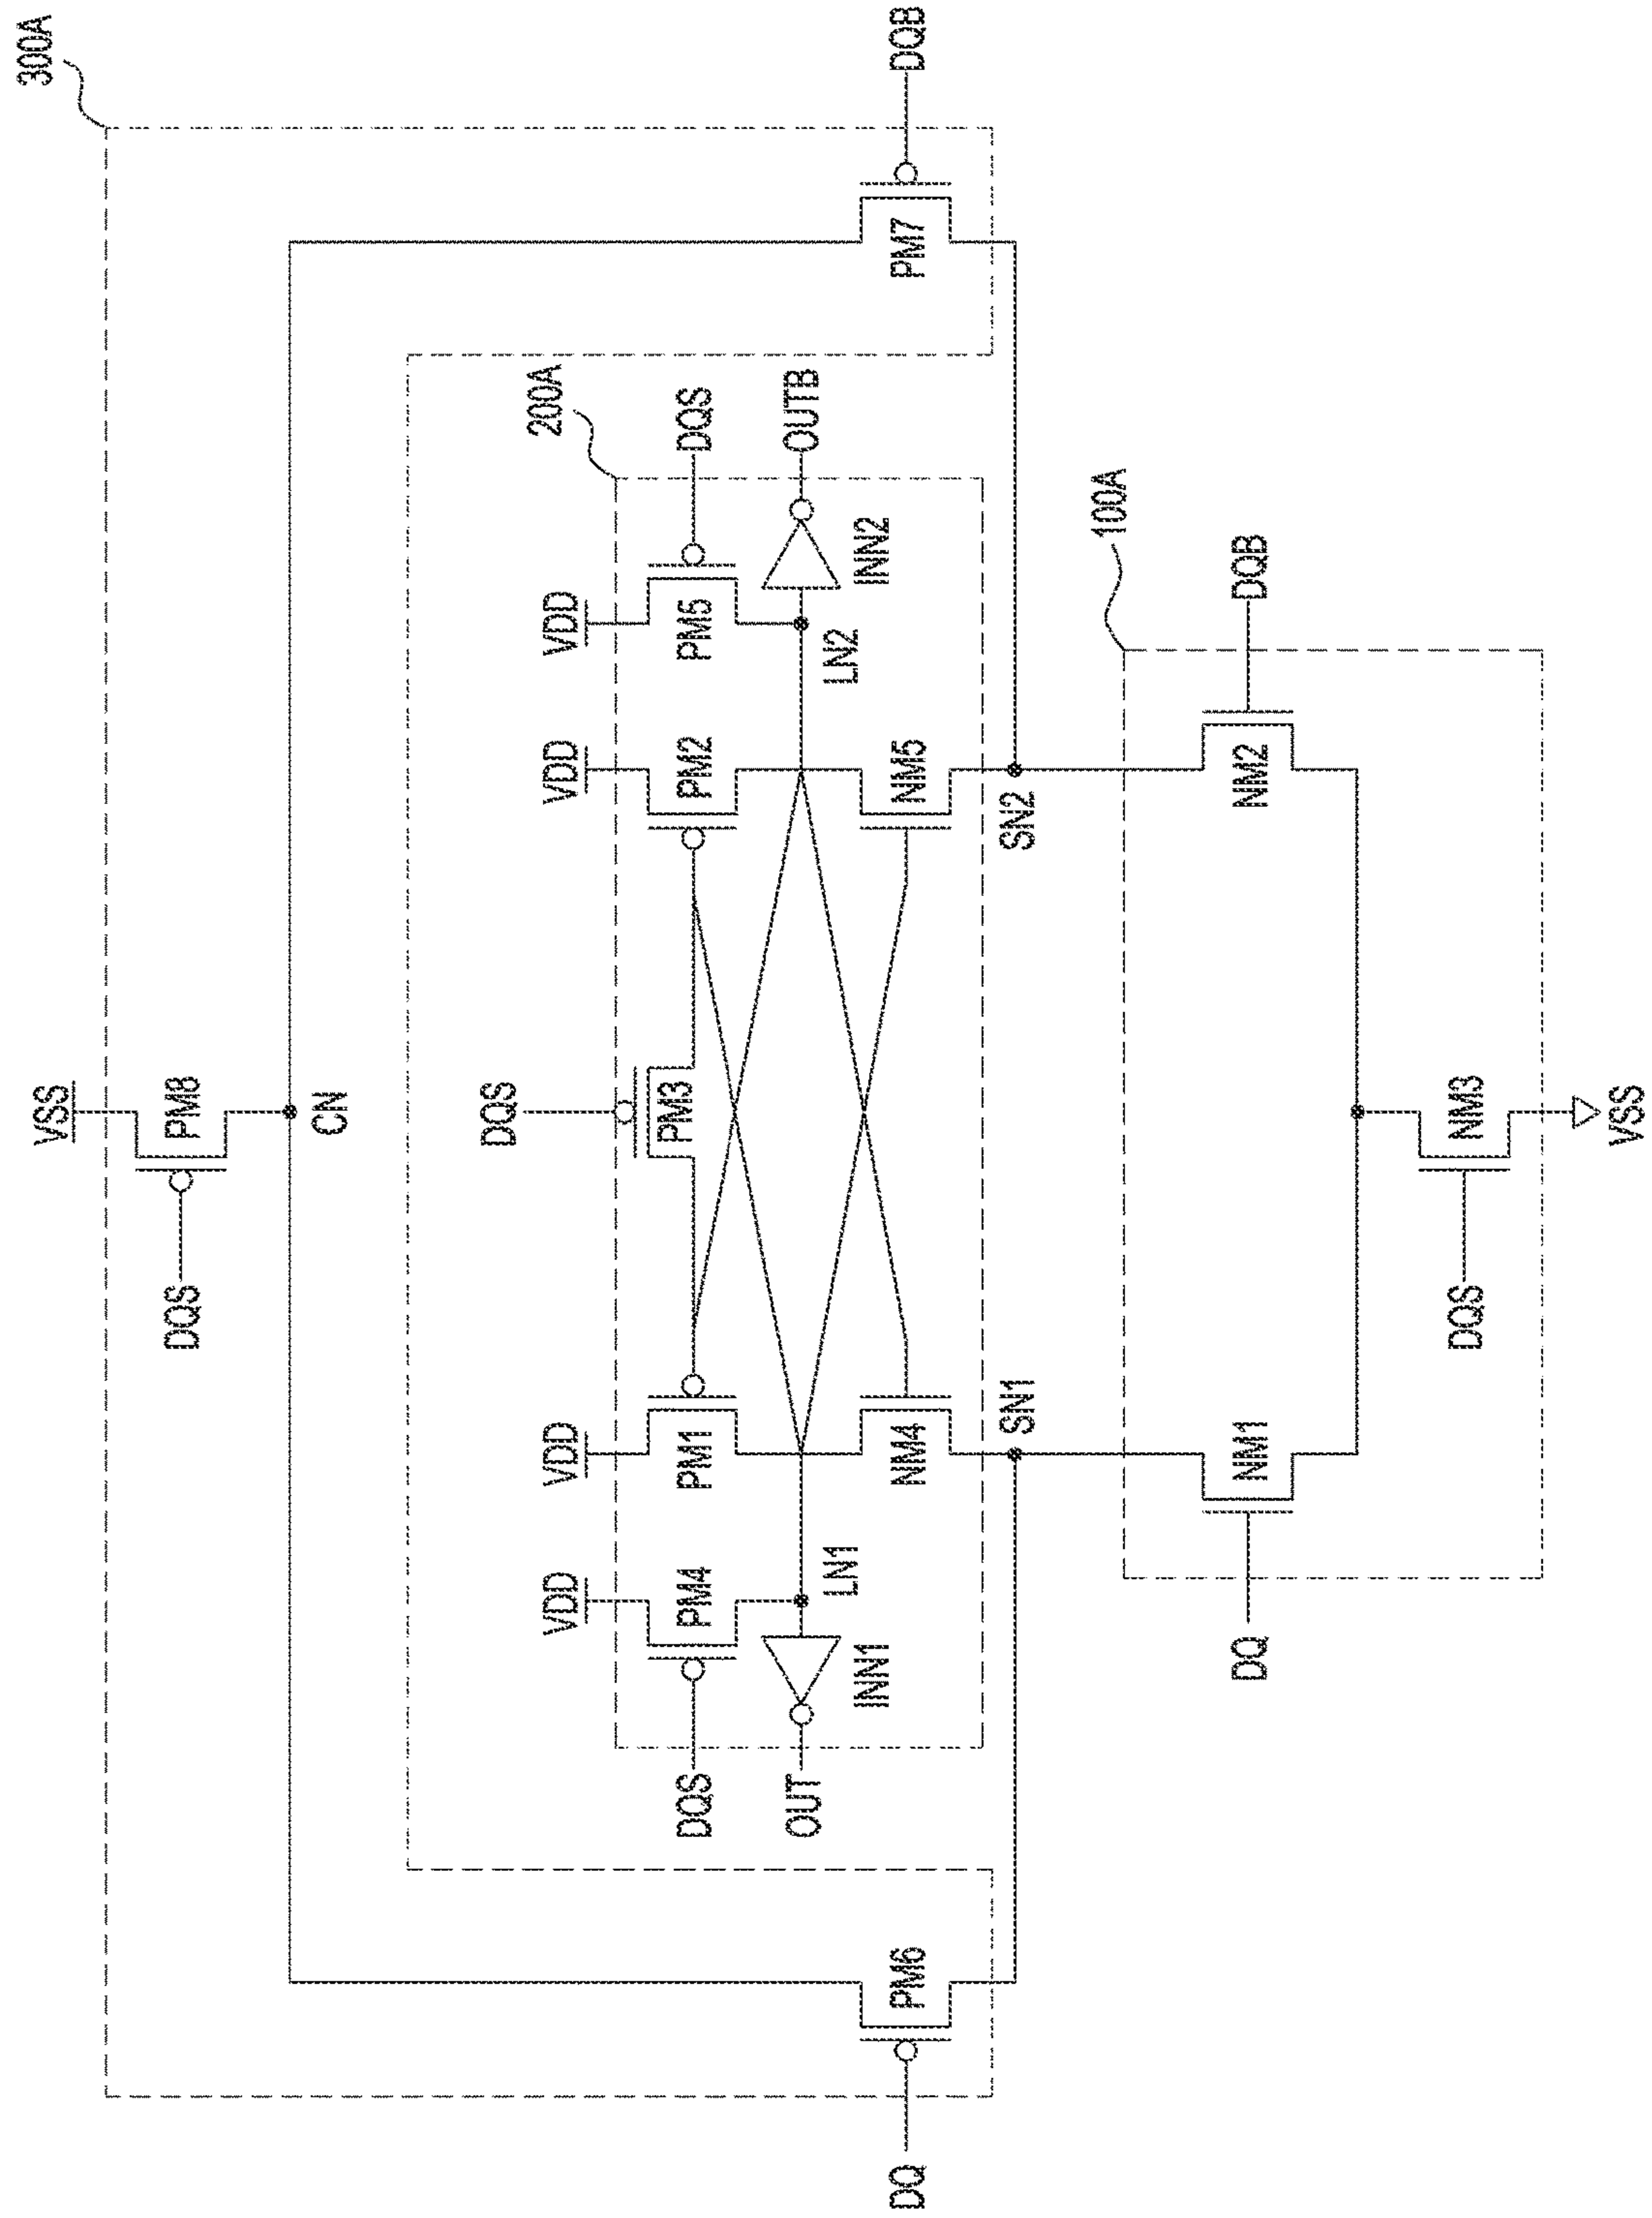 300A
VSS
DQS
PM8
CN
200A
DQS
VDD
VDD
VDD
VDD
DQS
PM4
PM1
PM3
PM2
PM5
DQS
OUT
INN1
LN1
LN2
INN2
OUTB
DQ
PM6
NM4
NM5
PM7
DQB
SN1
SN2
100A
DQ
NM1
NM2
DQB
DQS
NM3
VSS